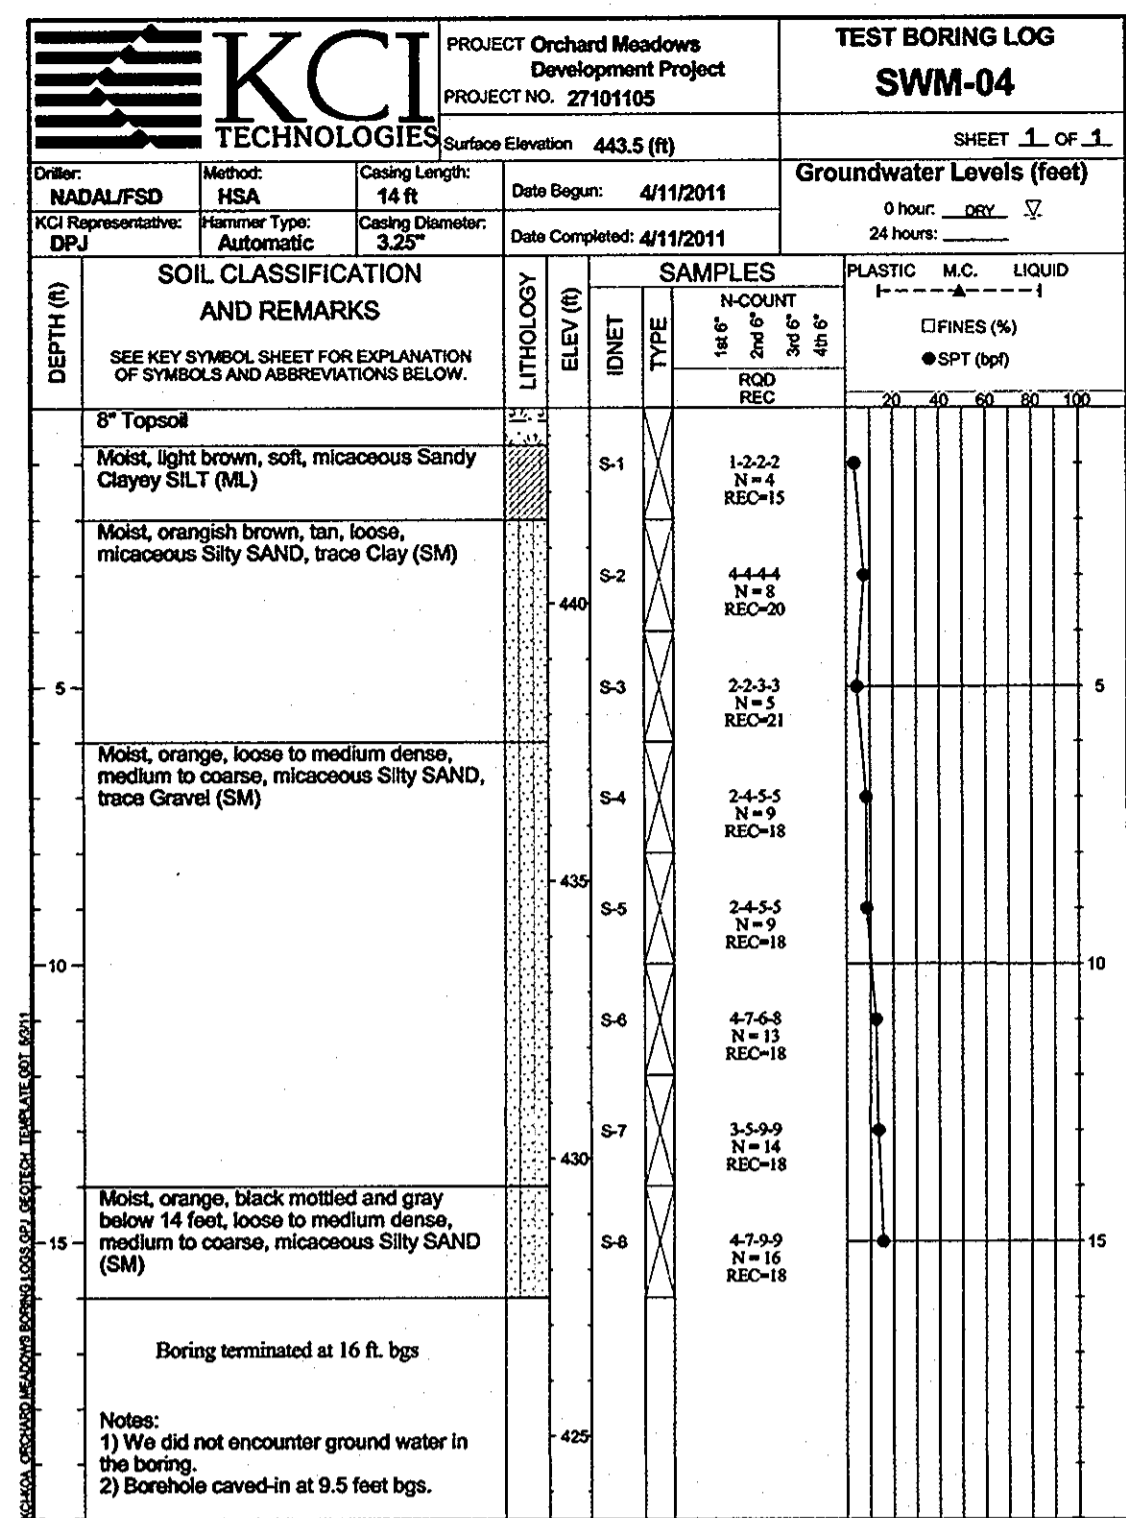 KCI
TECHNOLOGIES
PROJECT Orchard Meadows
Development Project
PROJECT NO. 27101105
Surface Elevation 443.5 (ft)
TEST BORING LOG
SWM-04
SHEET 1 OF 1
Driller:
NADAL/FSD
Method:
HSA
Casing Length:
14 ft
Date Begun: 4/11/2011
KCI Representative:
DPJ
Hammer Type:
Automatic
Casing Diameter:
3.25"
Date Completed: 4/11/2011
Groundwater Levels (feet)
0 hour: DRY
24 hours:
DEPTH (ft)
SOIL CLASSIFICATION
AND REMARKS
SEE KEY SYMBOL SHEET FOR EXPLANATION
OF SYMBOLS AND ABBREVIATIONS BELOW.
LITHOLOGY
ELEV (ft)
SAMPLES
IDNET
TYPE
N-COUNT
1st 6"
2nd 6"
3rd 6"
4th 6"
RQD
REC
PLASTIC M.C. LIQUID
FINES (%)
SPT (bpf)
20 40 60 80 100
8" Topsoil
Moist, light brown, soft, micaceous Sandy
Clayey SILT (ML)
S-1
1-2-2-2
N = 4
REC=15
Moist, orangish brown, tan, loose,
micaceous Silty SAND, trace Clay (SM)
S-2
4-4-4-4
N = 8
REC=20
440
5
S-3
2-2-3-3
N = 5
REC=21
5
Moist, orange, loose to medium dense,
medium to coarse, micaceous Silty SAND,
trace Gravel (SM)
S-4
2-4-5-5
N = 9
REC=18
435
S-5
2-4-5-5
N = 9
REC=18
10
10
S-6
4-7-6-8
N = 13
REC=18
S-7
3-5-9-9
N = 14
REC=18
430
Moist, orange, black mottled and gray
below 14 feet, loose to medium dense,
medium to coarse, micaceous Silty SAND
(SM)
15
S-8
4-7-9-9
N = 16
REC=18
15
Boring terminated at 16 ft. bgs
Notes:
1) We did not encounter ground water in
the boring.
2) Borehole caved-in at 9.5 feet bgs.
425
ORCHARD MEADOWS BORING LOGS.GPJ GEOTECH TEMPLATE.GDT 6/3/11